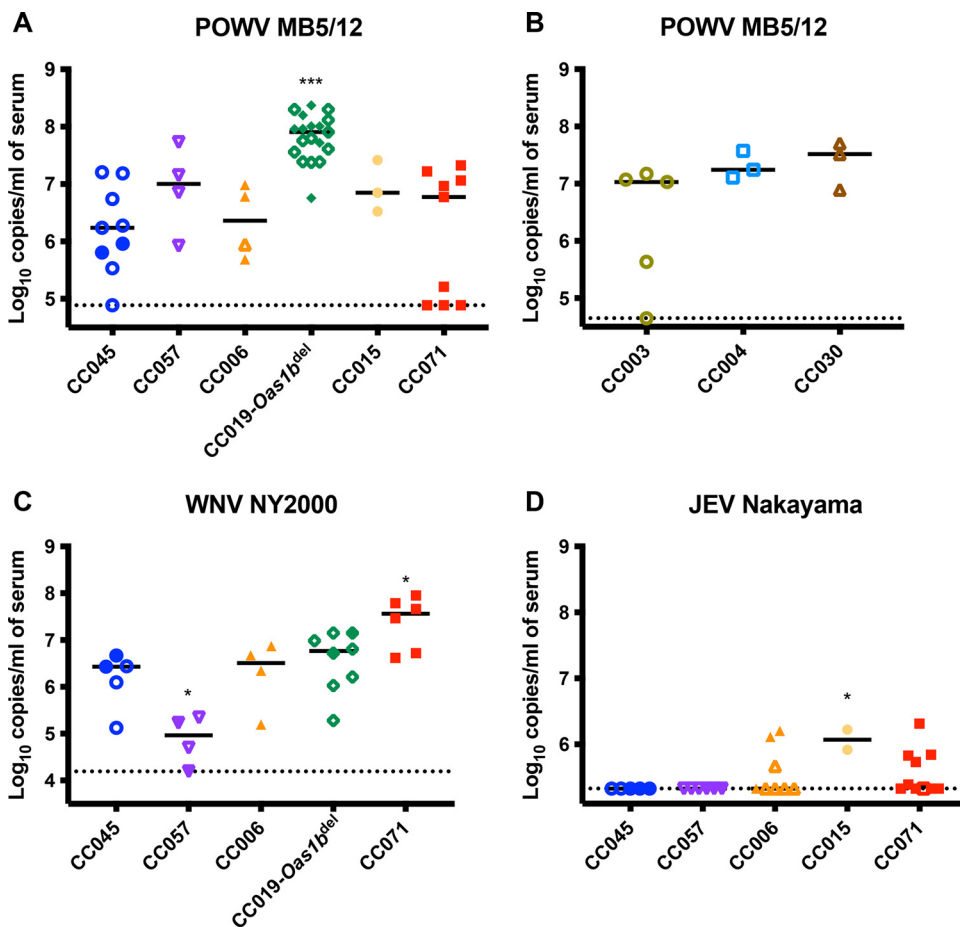 A
POWV MB5/12
Log10 copies/ml of serum
9
8
7
6
5
***
CC045
CC057
CC006
CC019-Oas1bdel
CC015
CC071
B
POWV MB5/12
Log10 copies/ml of serum
9
8
7
6
5
CC003
CC004
CC030
C
WNV NY2000
Log10 copies/ml of serum
9
8
7
6
5
4
*
*
CC045
CC057
CC006
CC019-Oas1bdel
CC071
D
JEV Nakayama
Log10 copies/ml of serum
9
8
7
6
*
CC045
CC057
CC006
CC015
CC071